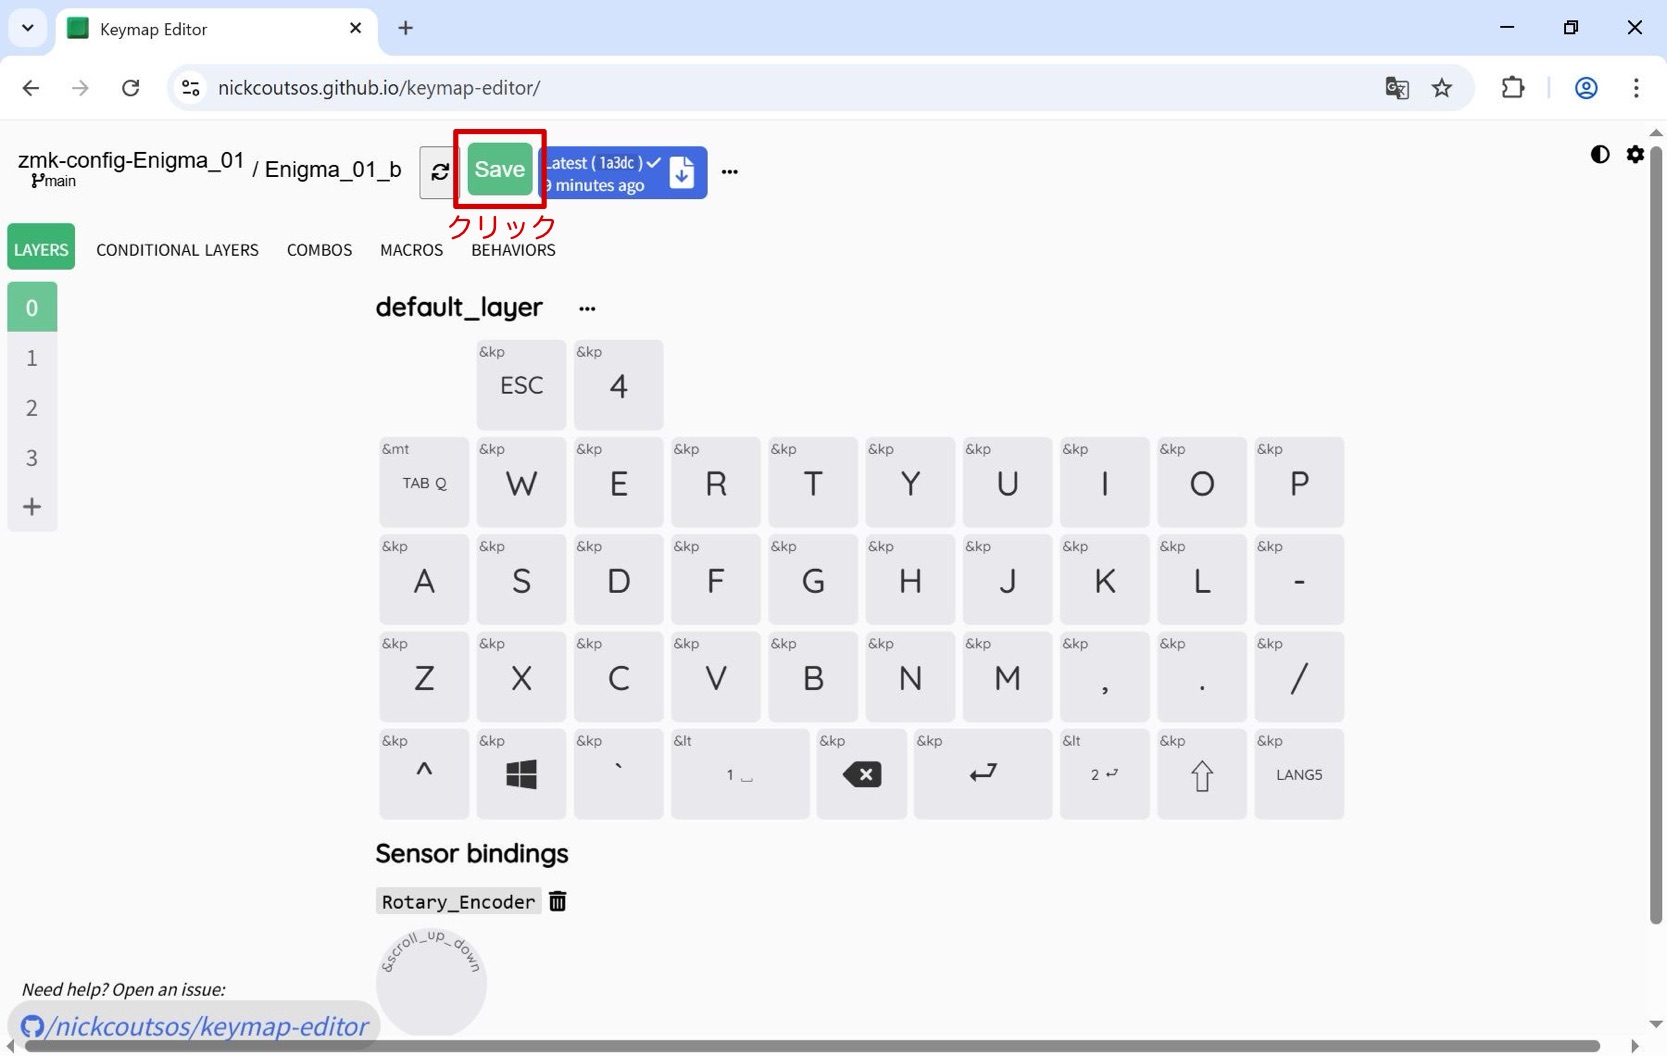 Keymap Editor
nickcoutsos.github.io/keymap-editor/
zmk-config-Enigma_01
main
/ Enigma_01_b
Save
Latest ( 1a3dc )
9 minutes ago
クリック
LAYERS CONDITIONAL LAYERS COMBOS MACROS BEHAVIORS
0
1
2
3
+
default_layer ...
&kp &kp
ESC 4
&mt &kp &kp &kp &kp &kp &kp &kp &kp &kp
TAB Q W E R T Y U I O P
&kp &kp &kp &kp &kp &kp &kp &kp &kp &kp
A S D F G H J K L -
&kp &kp &kp &kp &kp &kp &kp &kp &kp &kp
Z X C V B N M , . /
&kp &kp &kp &lt &kp &kp &lt &kp &kp
^ ` 1 ⎵ ⏎ 2 ⏎ ⇧ LANG5
Sensor bindings
Rotary_Encoder
&scroll_up_down
Need help? Open an issue:
/nickcoutsos/keymap-editor